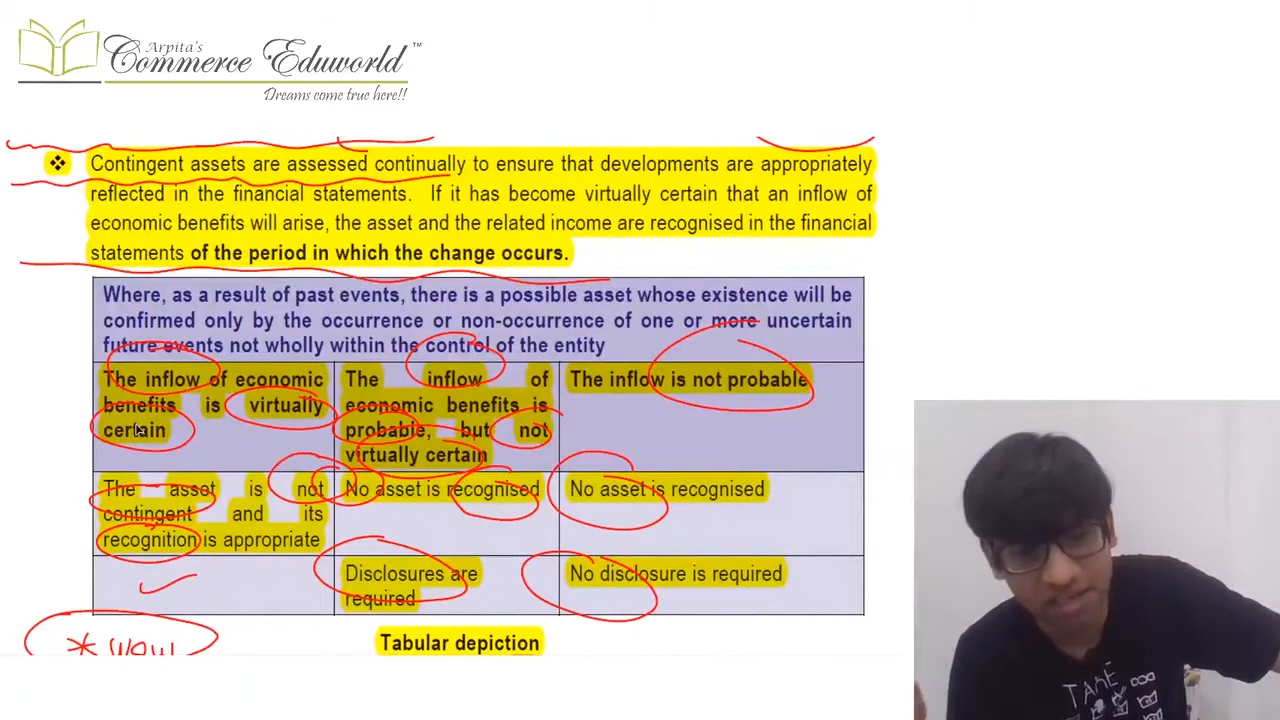 Arpita's
Commerce Eduworld™
Dreams come true here!!
❖ Contingent assets are assessed continually to ensure that developments are appropriately
reflected in the financial statements. If it has become virtually certain that an inflow of
economic benefits will arise, the asset and the related income are recognised in the financial
statements of the period in which the change occurs.
Where, as a result of past events, there is a possible asset whose existence will be
confirmed only by the occurrence or non-occurrence of one or more uncertain
future events not wholly within the control of the entity
The inflow of economic
benefits is virtually
certain
The inflow of
economic benefits is
probable, but not
virtually certain
The inflow is not probable
The asset is not
contingent and its
recognition is appropriate
No asset is recognised
No asset is recognised
Disclosures are
required
No disclosure is required
Tabular depiction
TAKE